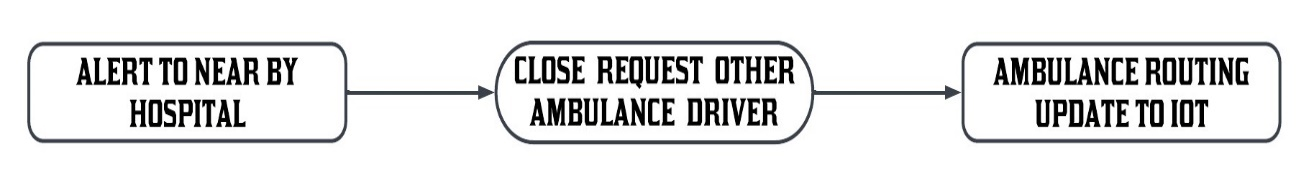 ALERT TO NEAR BY
HOSPITAL
CLOSE REQUEST OTHER
AMBULANCE DRIVER
AMBULANCE ROUTING
UPDATE TO IOT